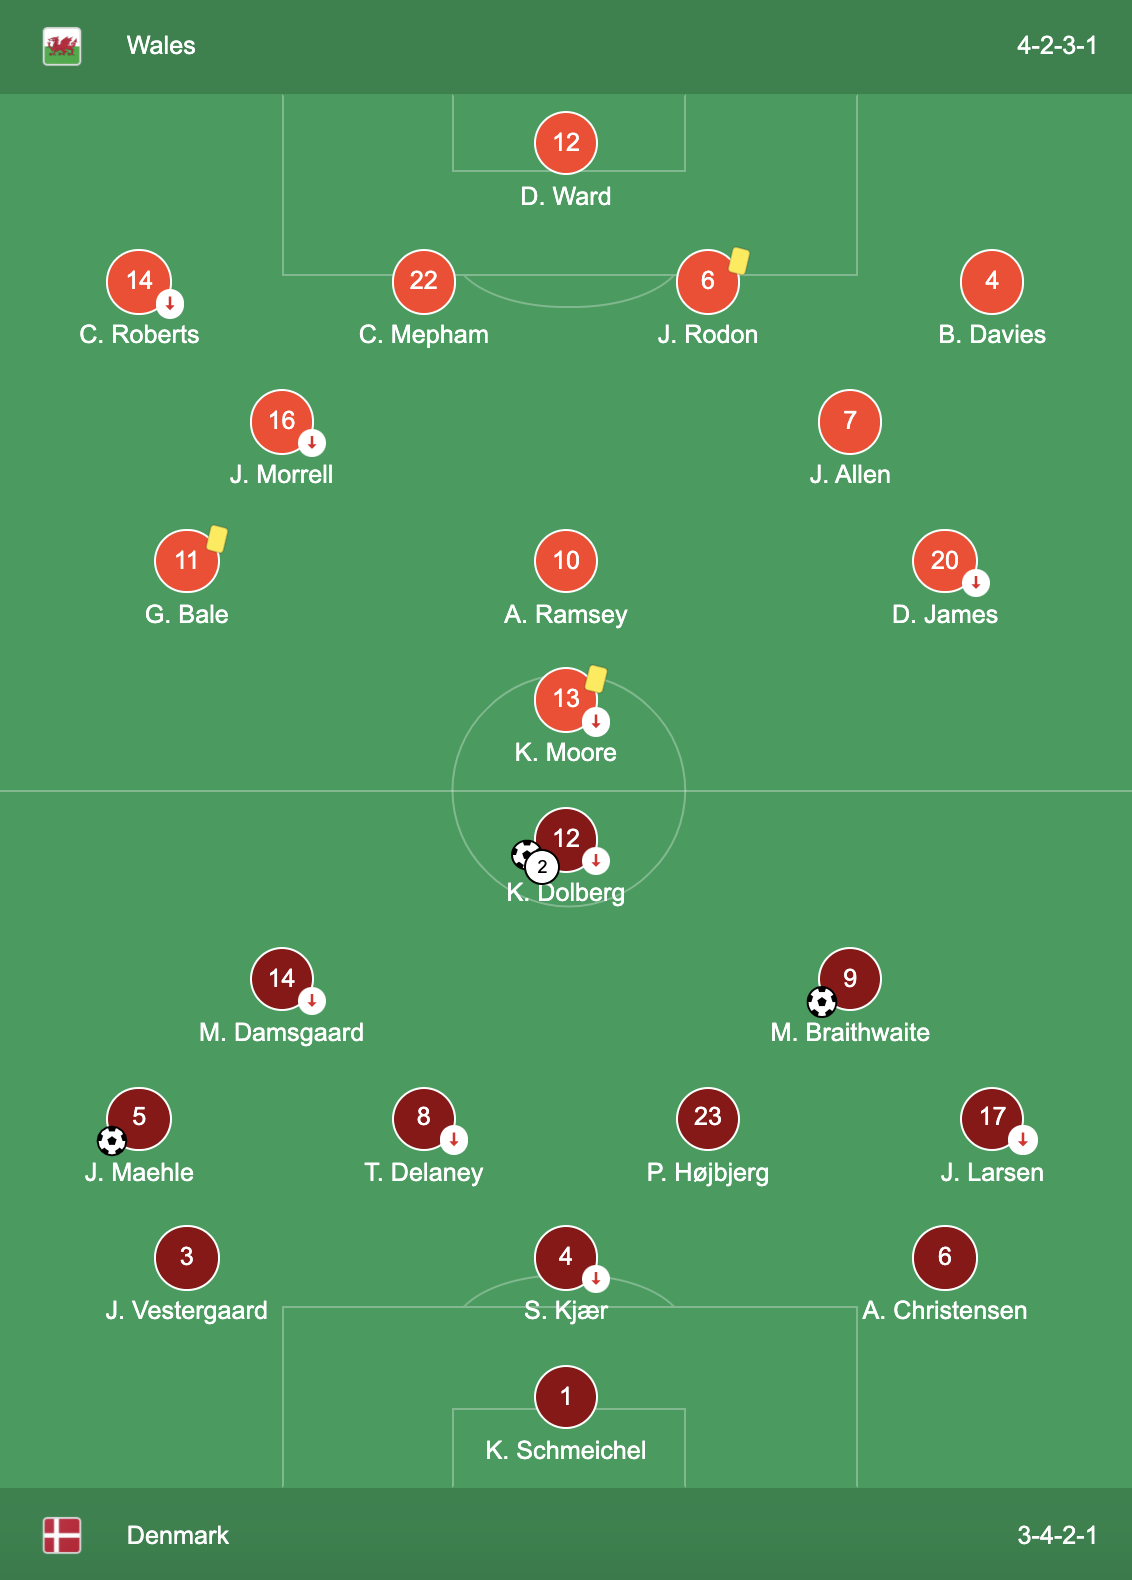 Wales 4-2-3-1
12
D. Ward
14 22 6 4
C. Roberts C. Mepham J. Rodon B. Davies
16 7
J. Morrell J. Allen
11 10 20
G. Bale A. Ramsey D. James
13
K. Moore
12
2
K. Dolberg
14 9
M. Damsgaard M. Braithwaite
5 8 23 17
J. Maehle T. Delaney P. Højbjerg J. Larsen
3 4 6
J. Vestergaard S. Kjær A. Christensen
1
K. Schmeichel
Denmark 3-4-2-1